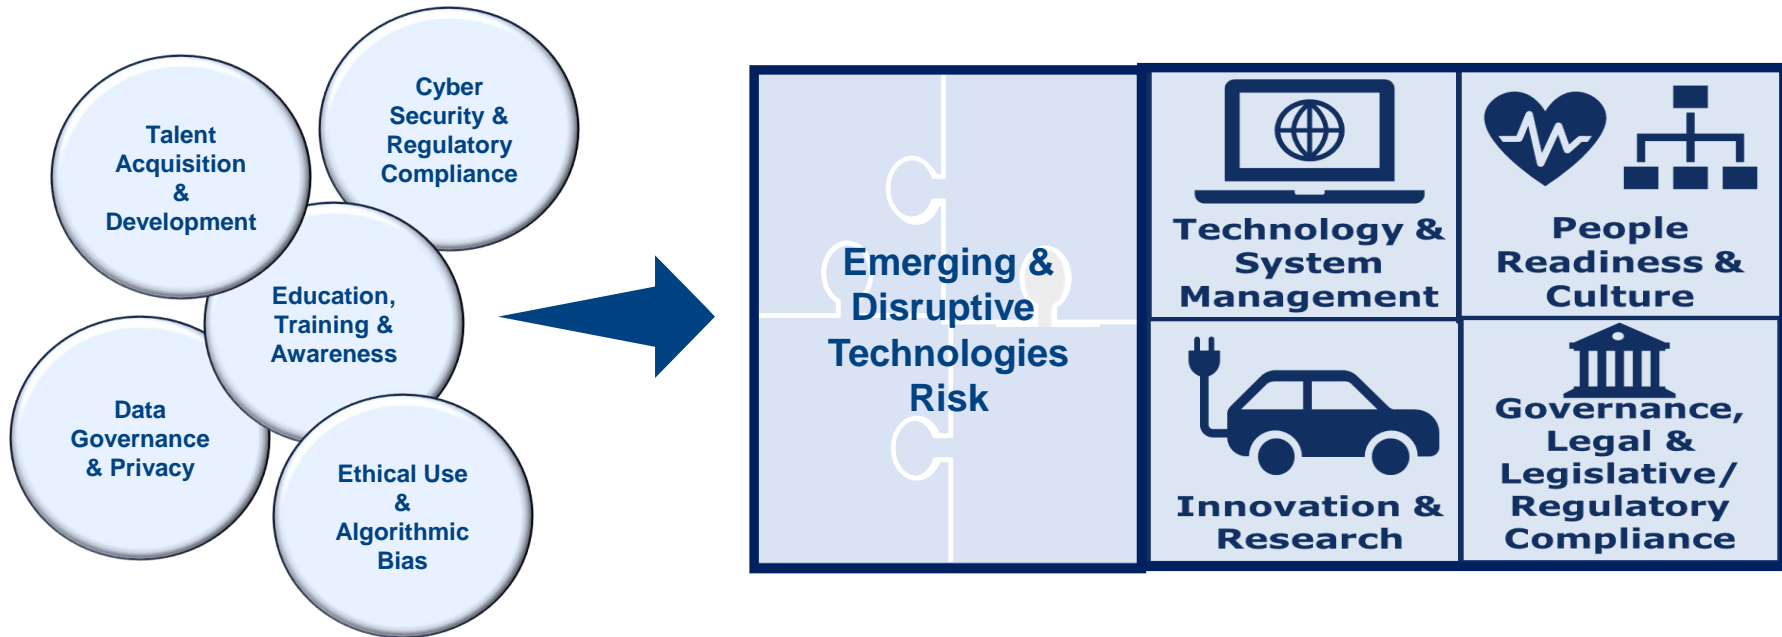 Talent
Acquisition
&
Development
Cyber
Security &
Regulatory
Compliance
Education,
Training &
Awareness
Data
Governance
& Privacy
Ethical Use
&
Algorithmic
Bias
Emerging &
Disruptive
Technologies
Risk
Technology &
System
Management
People
Readiness &
Culture
Innovation &
Research
Governance,
Legal &
Legislative/
Regulatory
Compliance